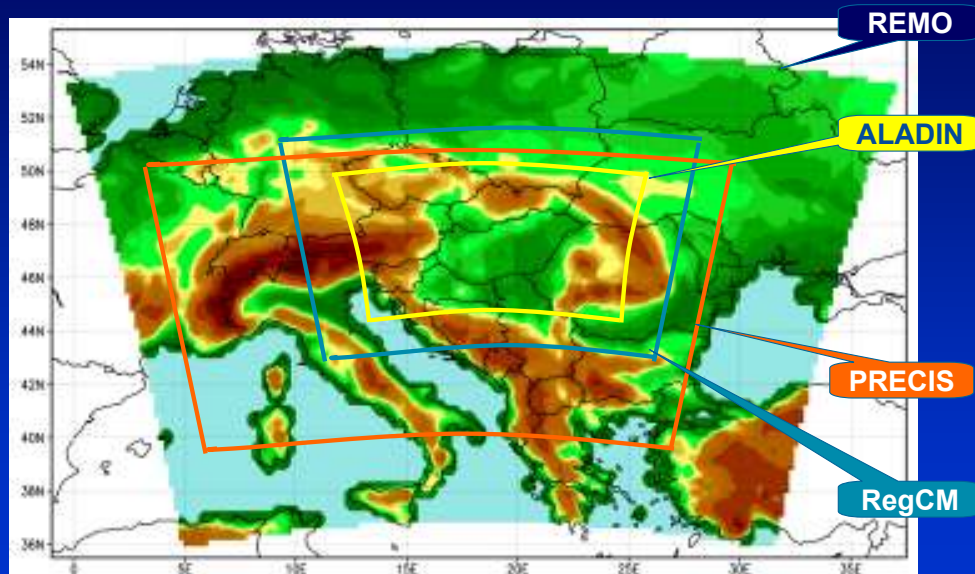 REMO
54N
52N
ALADIN
50N
48N
46N
44N
42N
PRECIS
40N
38N
RegCM
36N
0 5E 10E 15E 20E 25E 30E 35E